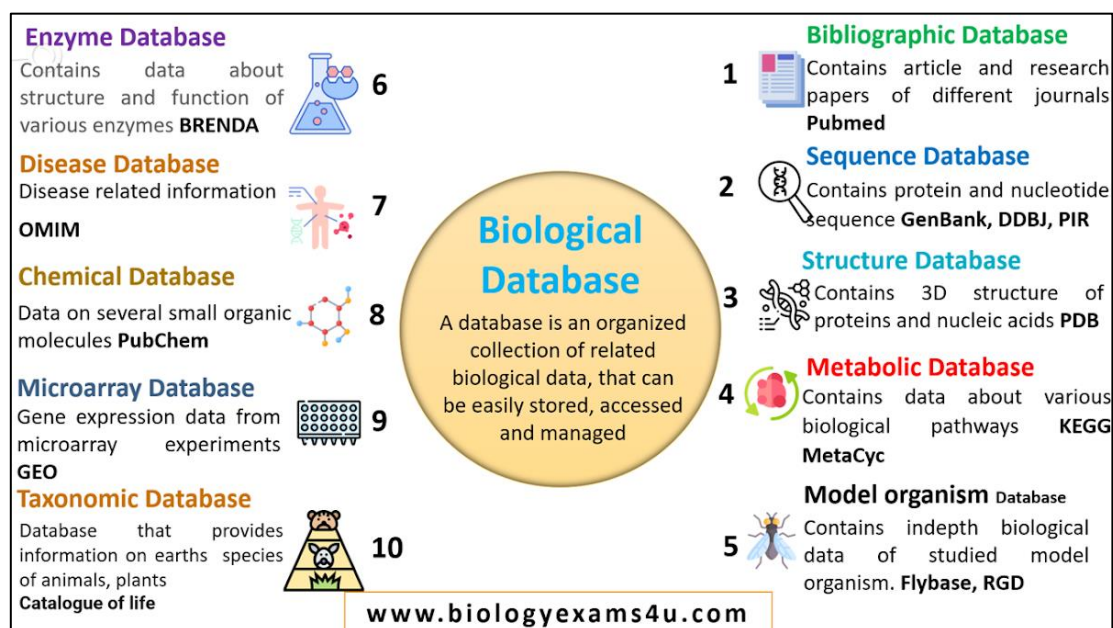 Bibliographic Database
1
Contains article and research
papers of different journals
Pubmed
Sequence Database
2
Contains protein and nucleotide
sequence GenBank, DDBJ, PIR
Structure Database
3
Contains 3D structure of
proteins and nucleic acids PDB
Metabolic Database
4
Contains data about various
biological pathways KEGG
MetaCyc
Model organism Database
5
Contains indepth biological
data of studied model
organism. Flybase, RGD
Enzyme Database
6
Contains data about
structure and function of
various enzymes BRENDA
Disease Database
7
Disease related information
OMIM
Chemical Database
8
Data on several small organic
molecules PubChem
Microarray Database
9
Gene expression data from
microarray experiments
GEO
Taxonomic Database
10
Database that provides
information on earths species
of animals, plants
Catalogue of life
Biological
Database
A database is an organized
collection of related
biological data, that can
be easily stored, accessed
and managed
www.biologyexams4u.com